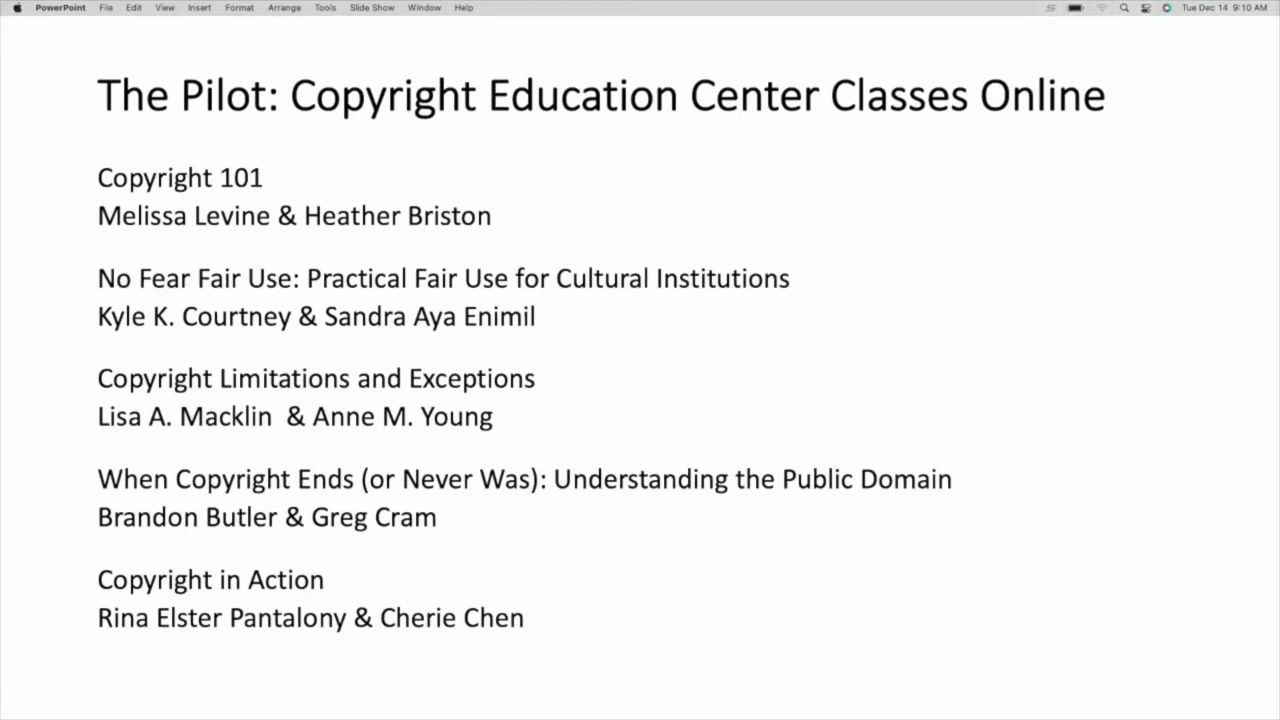 PowerPoint File Edit View Insert Format Arrange Tools Slide Show Window Help Tue Dec 14 9:10 AM
The Pilot: Copyright Education Center Classes Online
Copyright 101
Melissa Levine & Heather Briston
No Fear Fair Use: Practical Fair Use for Cultural Institutions
Kyle K. Courtney & Sandra Aya Enimil
Copyright Limitations and Exceptions
Lisa A. Macklin & Anne M. Young
When Copyright Ends (or Never Was): Understanding the Public Domain
Brandon Butler & Greg Cram
Copyright in Action
Rina Elster Pantalony & Cherie Chen